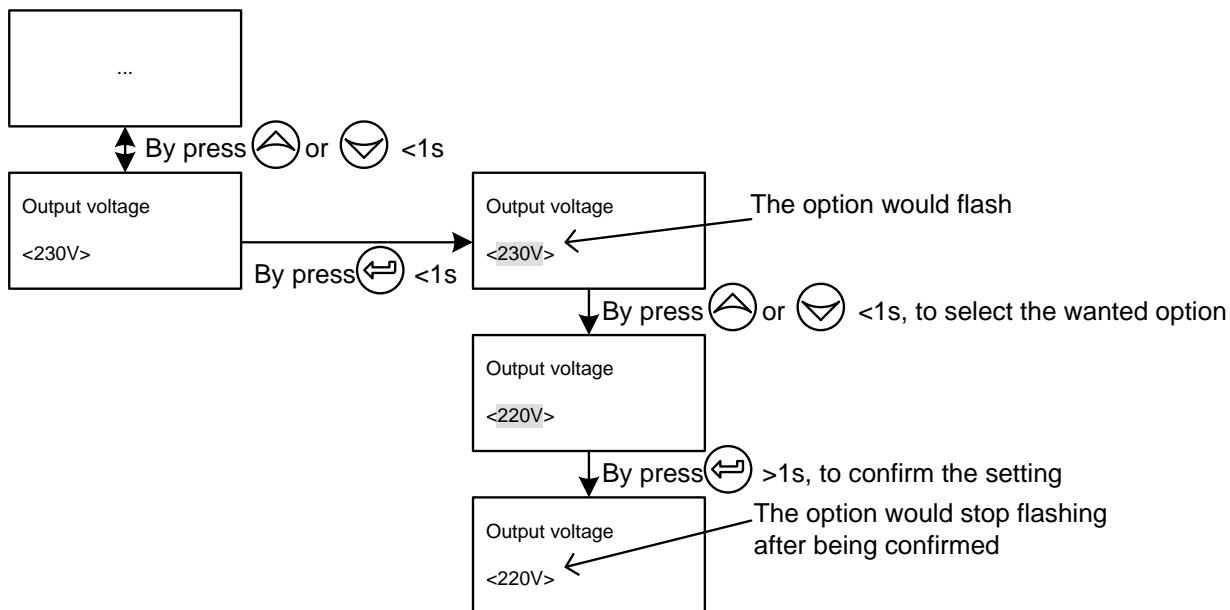 ...
By press or <1s
Output voltage
<230V>
By press <1s
Output voltage
<230V>
The option would flash
By press or <1s, to select the wanted option
Output voltage
<220V>
By press >1s, to confirm the setting
Output voltage
<220V>
The option would stop flashing
after being confirmed